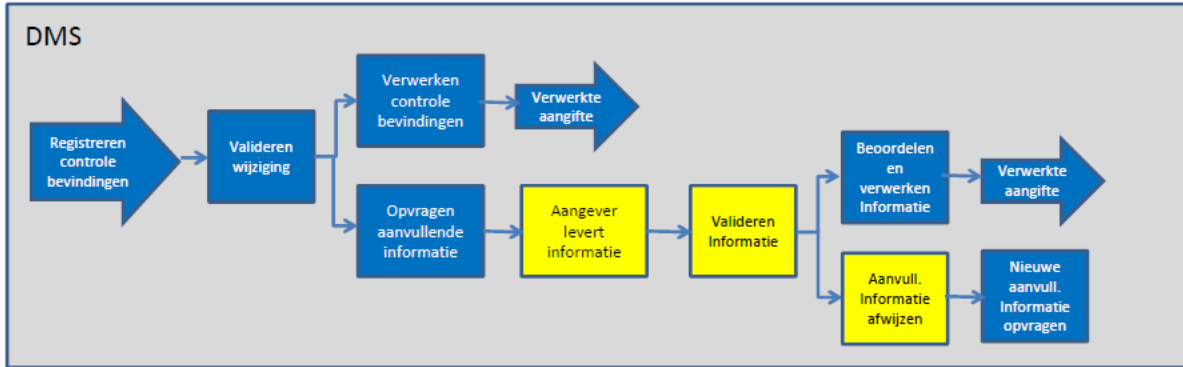 DMS
Registreren
controle
bevindingen
Valideren
wijziging
Verwerken
controle
bevindingen
Verwerkte
aangifte
Opvragen
aanvullende
informatie
Aangever
levert
informatie
Valideren
Informatie
Beoordelen
en
verwerken
Informatie
Verwerkte
aangifte
Aanvull.
Informatie
afwijzen
Nieuwe
aanvull.
Informatie
opvragen